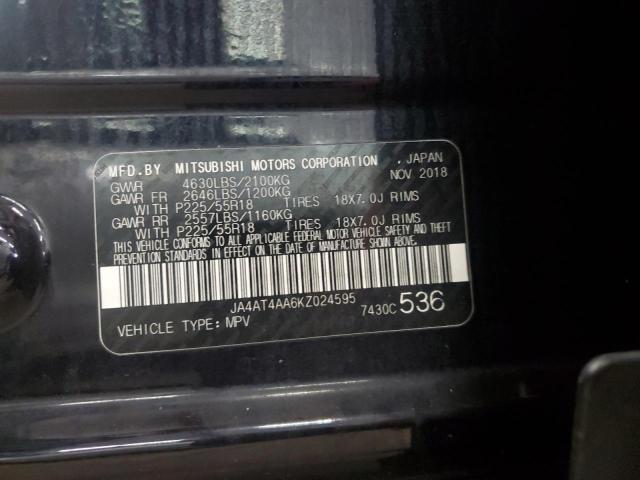 MFD.BY MITSUBISHI MOTORS CORPORATION , JAPAN
GVWR 4630LBS/2100KG NOV 2018
GAWR FR 2646LBS/1200KG
WITH P225/55R18 TIRES 18X7.0J RIMS
GAWR RR 2557LBS/1160KG
WITH P225/55R18 TIRES 18X7.0J RIMS
THIS VEHICLE CONFORMS TO ALL APPLICABLE FEDERAL MOTOR VEHICLE SAFETY AND THEFT
PREVENTION STANDARDS IN EFFECT ON THE DATE OF MANUFACTURE SHOWN ABOVE.
JA4AT4AA6KZ024595
VEHICLE TYPE: MPV 7430C 536